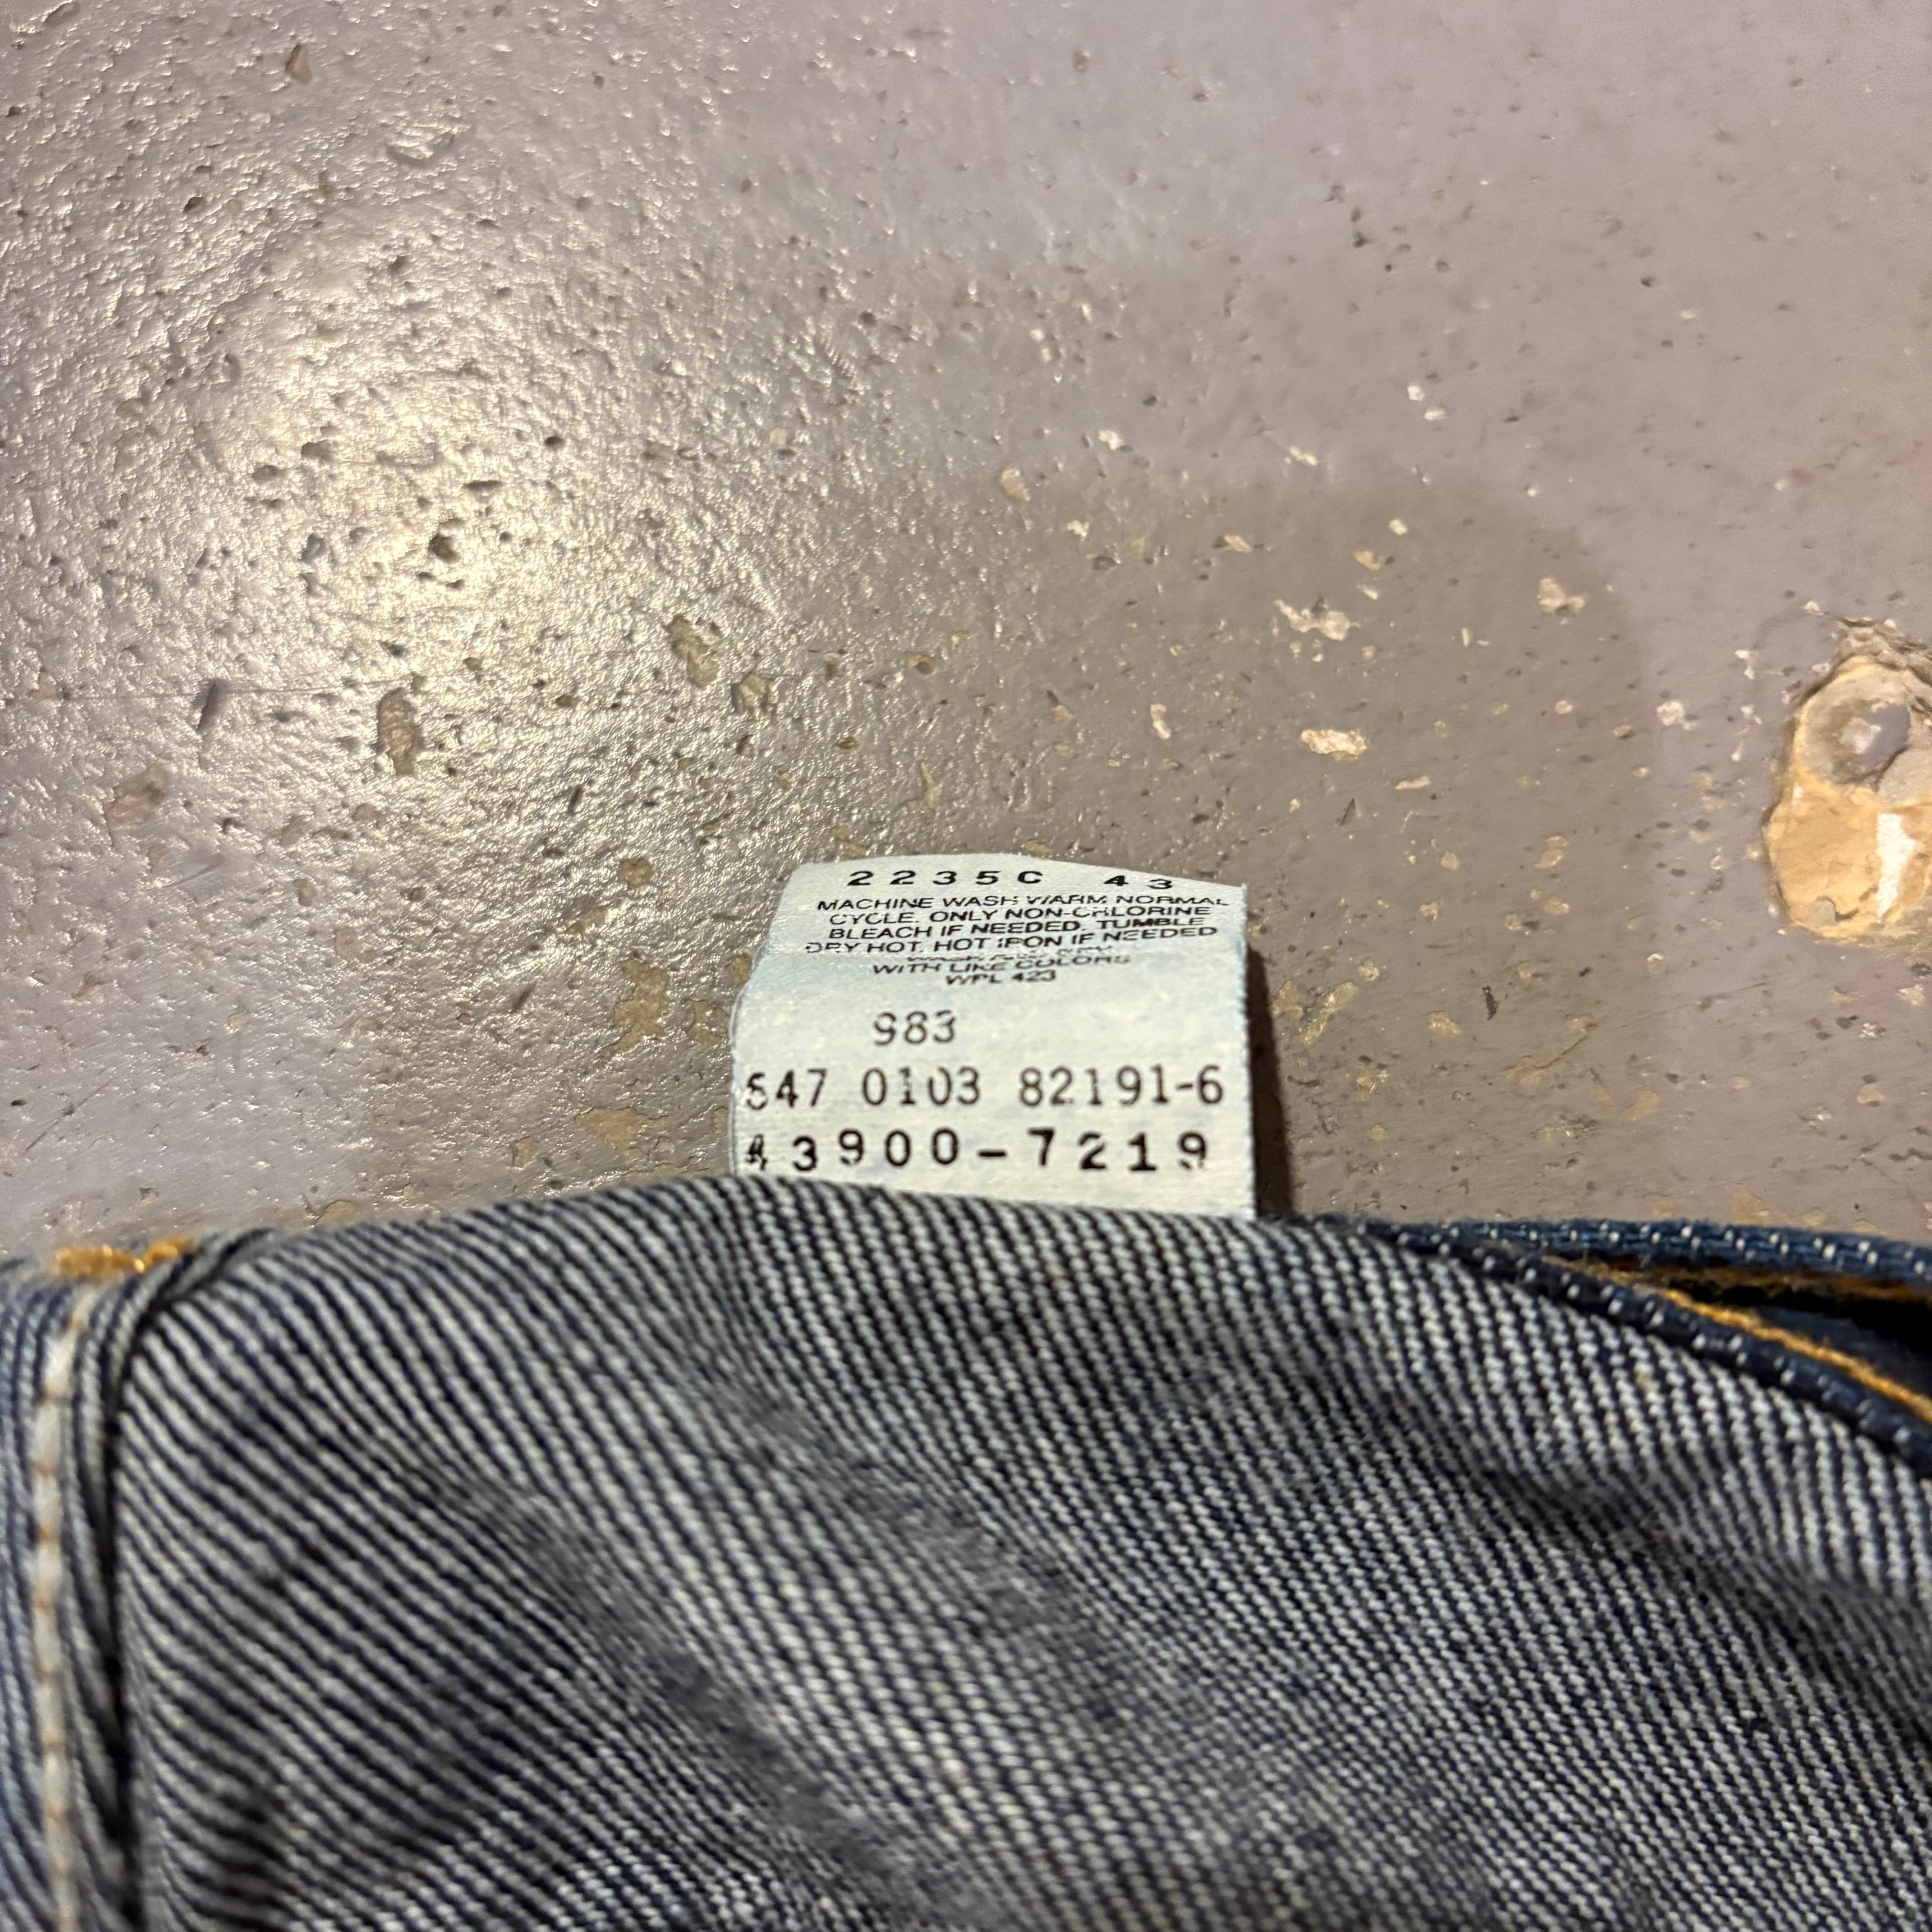 2235C 43
MACHINE WASH WARM NORMAL
CYCLE. ONLY NON-CHLORINE
BLEACH IF NEEDED. TUMBLE
DRY HOT. HOT IRON IF NEEDED
WITH LIKE COLORS
WPL 423
983
647 0103 82191-6
43900-7219